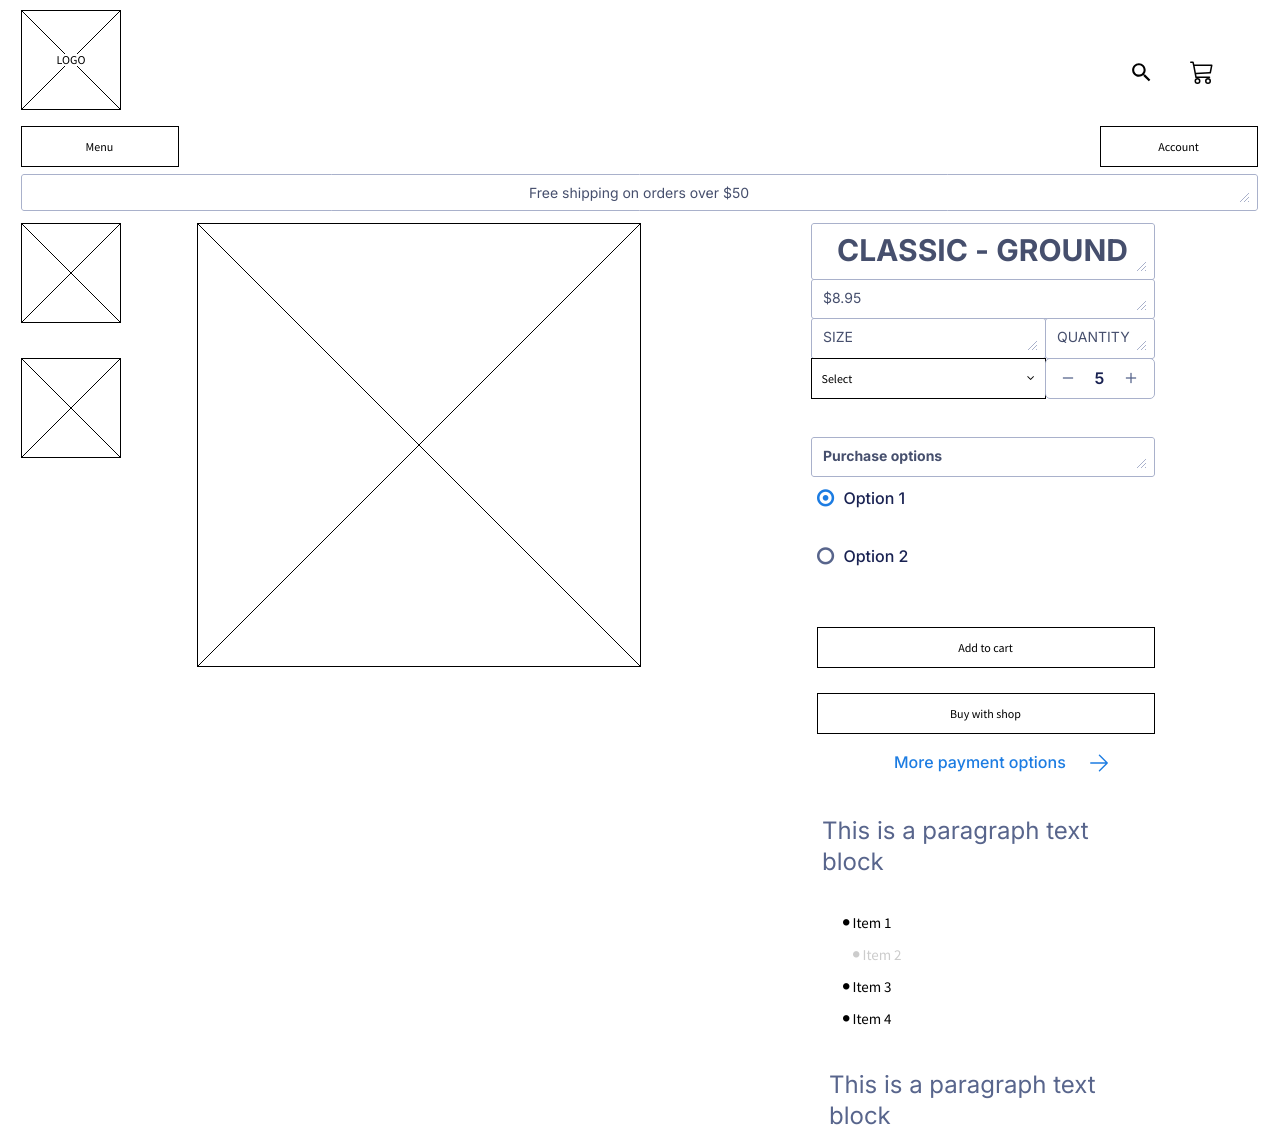 LOGO
Menu
Account
Free shipping on orders over $50
CLASSIC - GROUND
$8.95
SIZE
QUANTITY
Select
5
Purchase options
Option 1
Option 2
Add to cart
Buy with shop
More payment options
This is a paragraph text
block
Item 1
Item 2
Item 3
Item 4
This is a paragraph text
block